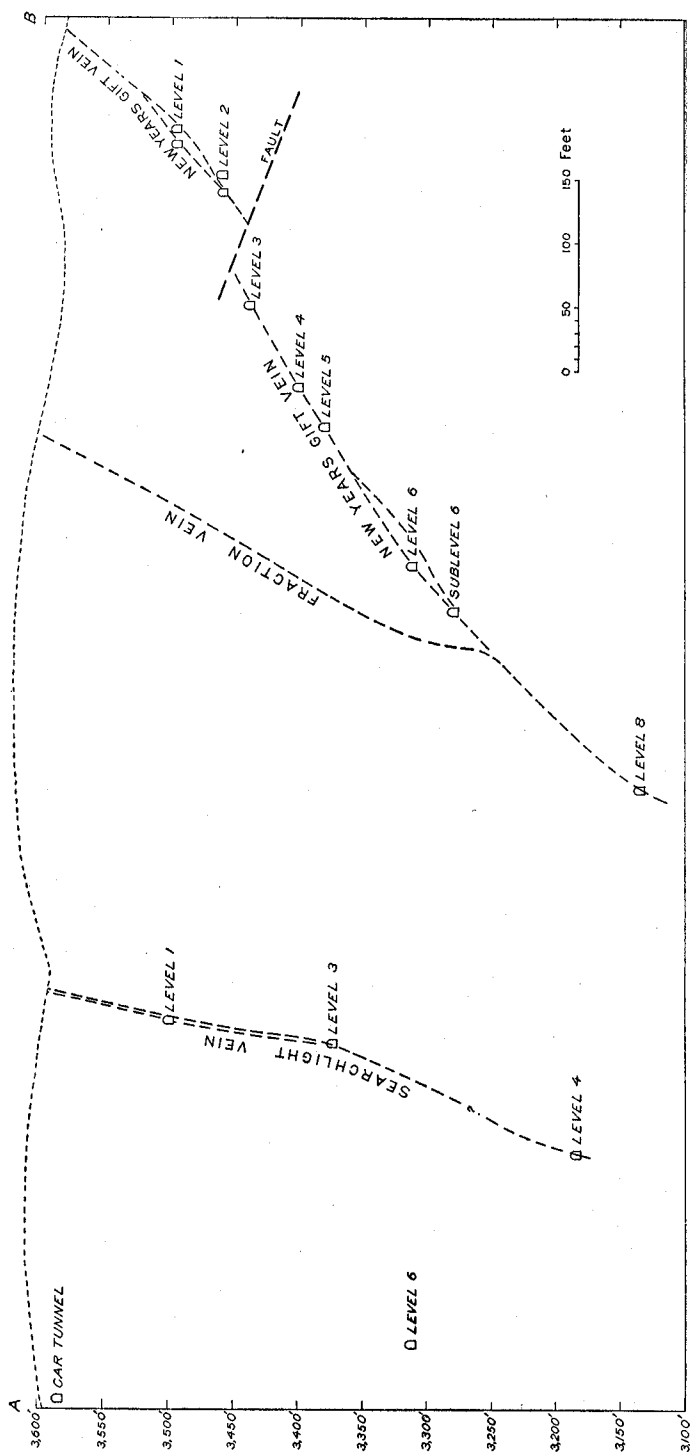 A
B
3,600'
3,550'
3,500'
3,450'
3,400'
3,350'
3,300'
3,250'
3,200'
3,150'
3,100'
CAR TUNNEL
LEVEL 6
SEARCHLIGHT VEIN
LEVEL 1
LEVEL 3
?
LEVEL 4
FRACTION VEIN
NEW YEARS GIFT VEIN
LEVEL 1
LEVEL 2
FAULT
LEVEL 3
LEVEL 4
LEVEL 5
NEW YEARS GIFT VEIN
LEVEL 6
SUBLEVEL 6
LEVEL 8
0 50 100 150 Feet